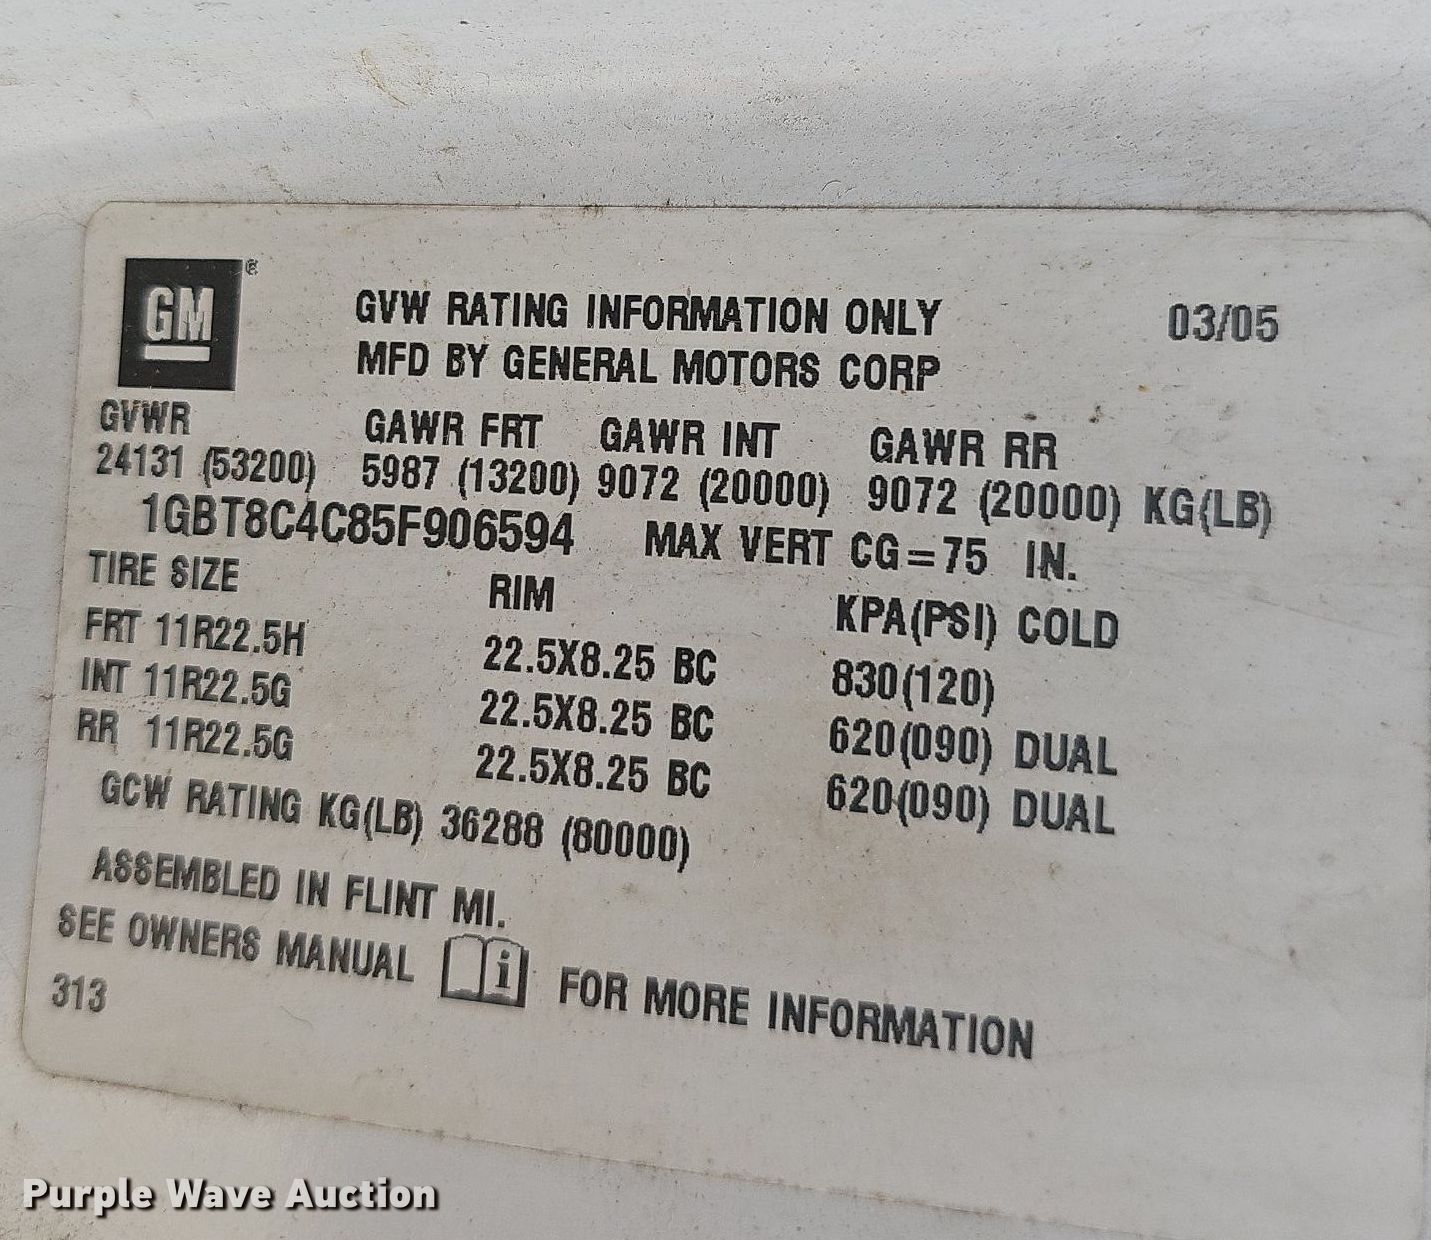 GM®
GVW RATING INFORMATION ONLY 03/05
MFD BY GENERAL MOTORS CORP
GVWR GAWR FRT GAWR INT GAWR RR
24131 (53200) 5987 (13200) 9072 (20000) 9072 (20000) KG(LB)
1GBT8C4C85F906594 MAX VERT CG=75 IN.
TIRE SIZE RIM KPA(PSI) COLD
FRT 11R22.5H 22.5X8.25 BC 830(120)
INT 11R22.5G 22.5X8.25 BC 620(090) DUAL
RR 11R22.5G 22.5X8.25 BC 620(090) DUAL
GCW RATING KG(LB) 36288 (80000)
ASSEMBLED IN FLINT MI.
SEE OWNERS MANUAL i FOR MORE INFORMATION
313
Purple Wave Auction